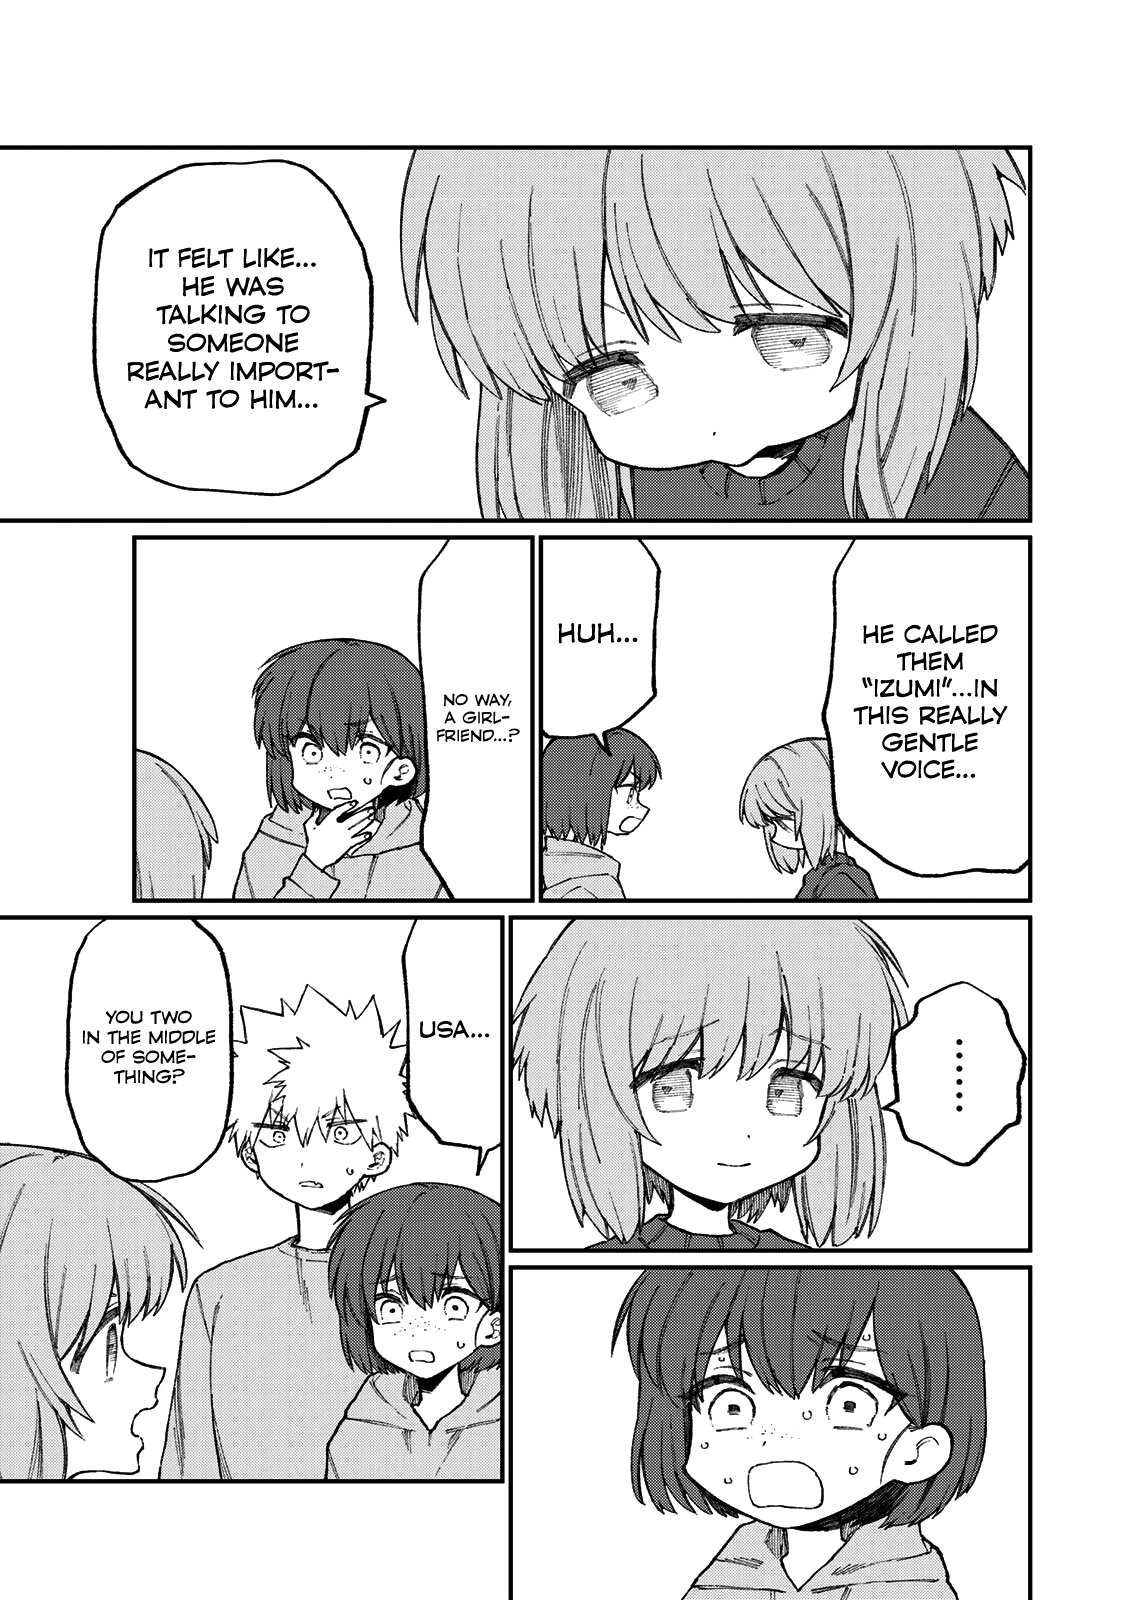 IT FELT LIKE...
HE WAS
TALKING TO
SOMEONE
REALLY IMPORT-
ANT TO HIM...
HE CALLED
THEM
"IZUMI"...IN
THIS REALLY
GENTLE
VOICE...
HUH...
NO WAY,
A GIRL-
FRIEND...?
......
USA...
YOU TWO
IN THE MIDDLE
OF SOME-
THING?